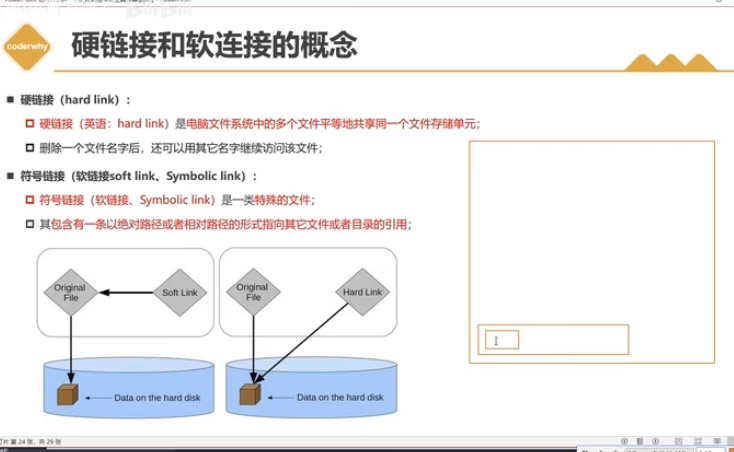 coderwhy
硬链接和软连接的概念
硬链接（hard link）：
硬链接（英语：hard link）是电脑文件系统中的多个文件平等地共享同一个文件存储单元；
删除一个文件名字后，还可以用其它名字继续访问该文件；
符号链接（软链接soft link、Symbolic link）：
符号链接（软链接、Symbolic link）是一类特殊的文件；
其包含有一条以绝对路径或者相对路径的形式指向其它文件或者目录的引用；
Original
File
Soft Link
Original
File
Hard Link
Data on the hard disk
Data on the hard disk
第 24 张，共 29 张